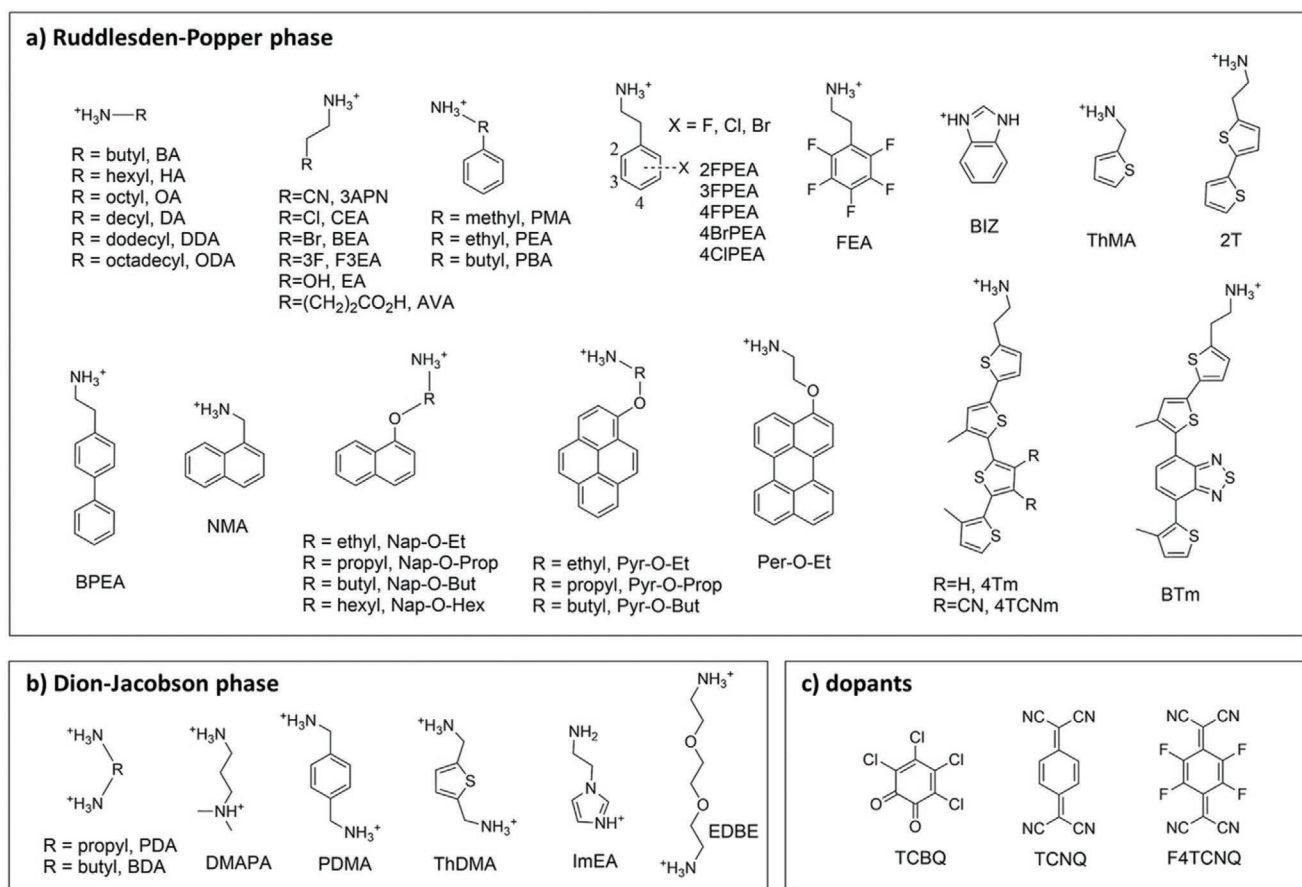 a) Ruddlesden-Popper phase
⁺H₃N—R
R = butyl, BA
R = hexyl, HA
R = octyl, OA
R = decyl, DA
R = dodecyl, DDA
R = octadecyl, ODA
NH₃⁺
R
R=CN, 3APN
R=Cl, CEA
R=Br, BEA
R=3F, F3EA
R=OH, EA
R=(CH₂)₂CO₂H, AVA
NH₃⁺
R
R = methyl, PMA
R = ethyl, PEA
R = butyl, PBA
NH₃⁺
2
3
4
X
X = F, Cl, Br
2FPEA
3FPEA
4FPEA
4BrPEA
4ClPEA
NH₃⁺
F F
F F
F
FEA
⁺HN NH
BIZ
⁺H₃N
S
ThMA
⁺H₃N
S
S
2T
NH₃⁺
BPEA
⁺H₃N
NMA
NH₃⁺
R
O
R = ethyl, Nap-O-Et
R = propyl, Nap-O-Prop
R = butyl, Nap-O-But
R = hexyl, Nap-O-Hex
⁺H₃N
R
O
R = ethyl, Pyr-O-Et
R = propyl, Pyr-O-Prop
R = butyl, Pyr-O-But
⁺H₃N
O
Per-O-Et
⁺H₃N
S
S
R
S
R
S
R=H, 4Tm
R=CN, 4TCNm
NH₃⁺
S
S
N
S
N
S
BTm
b) Dion-Jacobson phase
⁺H₃N
R
⁺H₃N
R = propyl, PDA
R = butyl, BDA
⁺H₃N
NH⁺
DMAPA
⁺H₃N
NH₃⁺
PDMA
⁺H₃N
S
NH₃⁺
ThDMA
NH₂
N
NH⁺
ImEA
NH₃⁺
O
O
EDBE
⁺H₃N
c) dopants
Cl
Cl Cl
O Cl
O
TCBQ
NC CN
NC CN
TCNQ
NC CN
F F
F F
NC CN
F4TCNQ